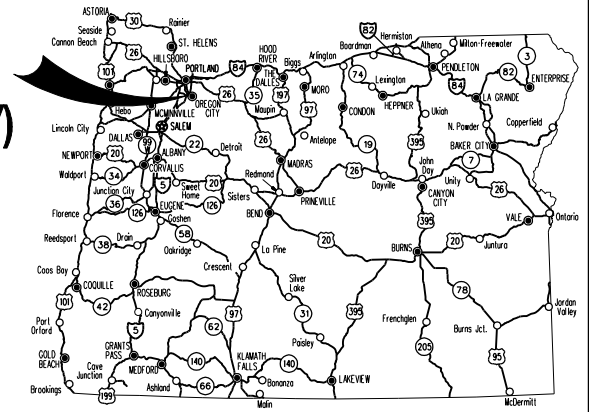 ASTORIA
30
Rainier
Seaside
Cannon Beach
26
ST. HELENS
HILLSBORO
PORTLAND
101
84
HOOD
RIVER
THE
DALLES
Biggs
Arlington
Boardman
82
Hermiston
Athena
Milton-Freewater
3
PENDLETON
82
ENTERPRISE
74
Lexington
84
LA GRANDE
Hebo
MCMINNVILLE
OREGON
CITY
26
35
197
MORO
97
Maupin
CONDON
HEPPNER
Ukiah
N. Powder
Copperfield
Lincoln City
DALLAS
99
W
SALEM
22
Detroit
26
Antelope
19
395
BAKER CITY
7
NEWPORT
20
ALBANY
CORVALLIS
MADRAS
26
John
Day
Unity
Waldport
34
Junction City
5
Sweet
Home
20
Sisters
Redmond
Dayville
CANYON
CITY
26
36
126
EUGENE
126
PRINEVILLE
Florence
Goshen
BEND
395
VALE
Ontario
Reedsport
38
Drain
58
Oakridge
La Pine
20
BURNS
20
Juntura
Crescent
Coos Bay
COQUILLE
ROSEBURG
Silver
Lake
78
101
42
Canyonville
97
31
395
Frenchglen
Jordan
Valley
Port
Orford
5
62
Paisley
Burns Jct.
GOLD
BEACH
GRANTS
PASS
205
95
Cave
Junction
MEDFORD
140
KLAMATH
FALLS
140
Brookings
199
Ashland
66
Bonanza
LAKEVIEW
Malin
McDermitt